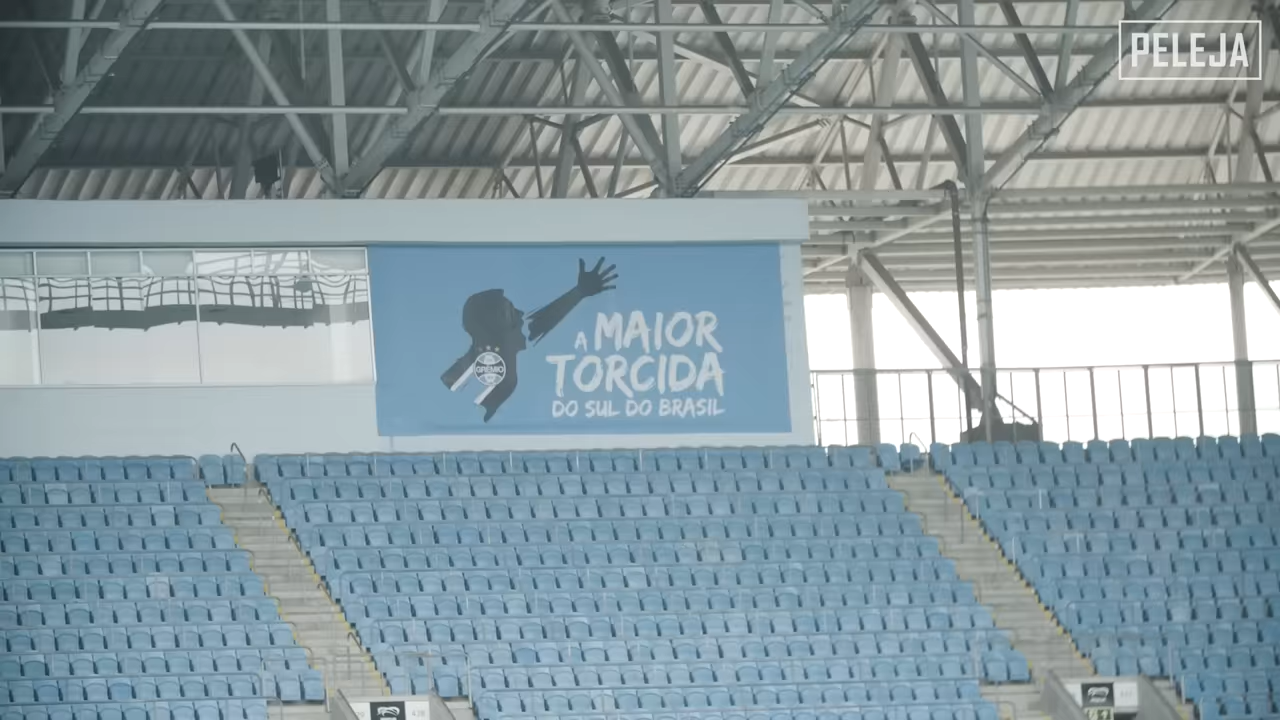 PELEJA
A MAIOR
TORCIDA
DO SUL DO BRASIL
GRÊMIO